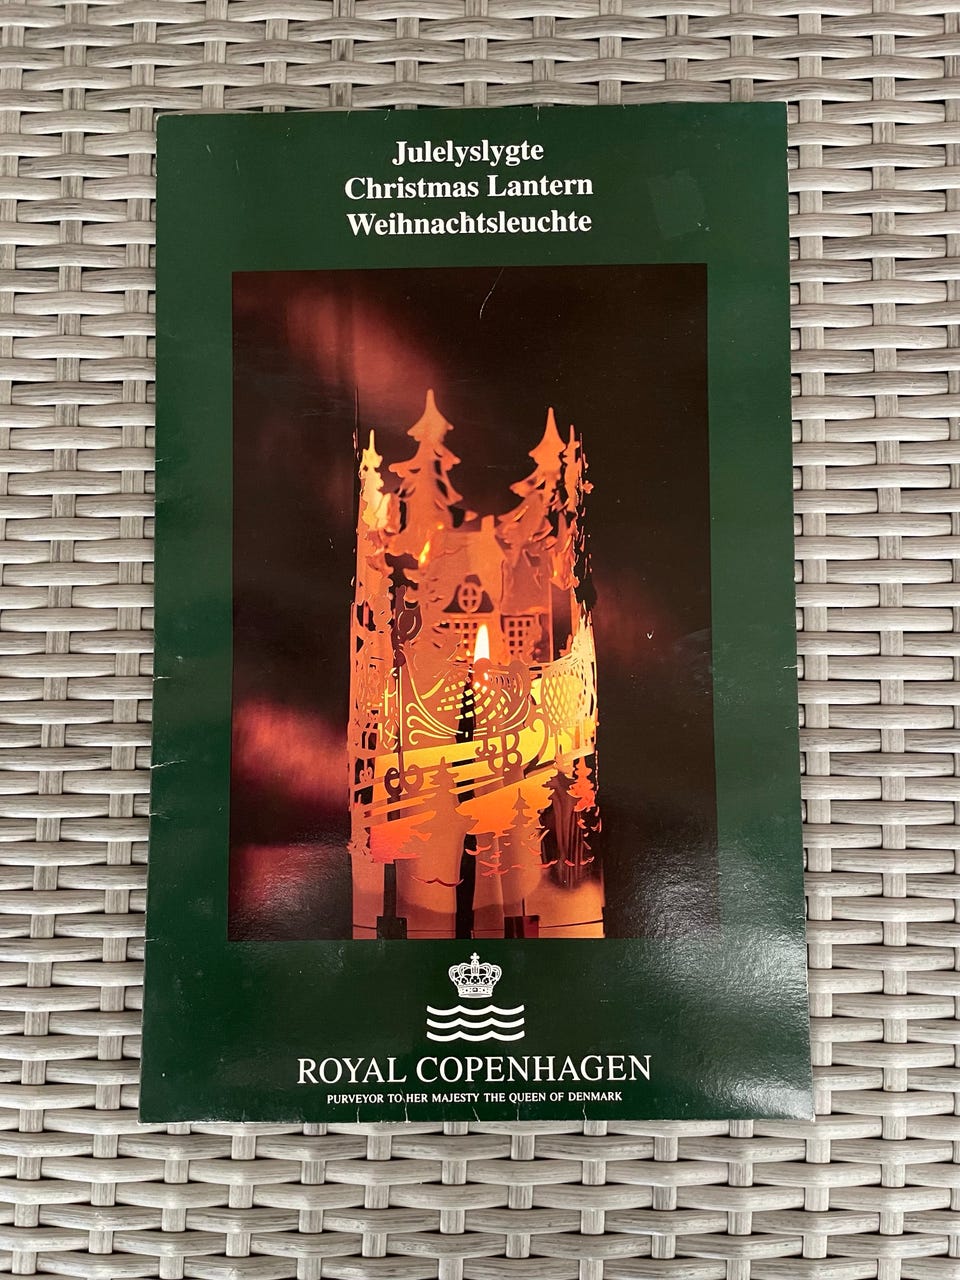 Julelyslygte
Christmas Lantern
Weihnachtsleuchte
ROYAL COPENHAGEN
PURVEYOR TO HER MAJESTY THE QUEEN OF DENMARK